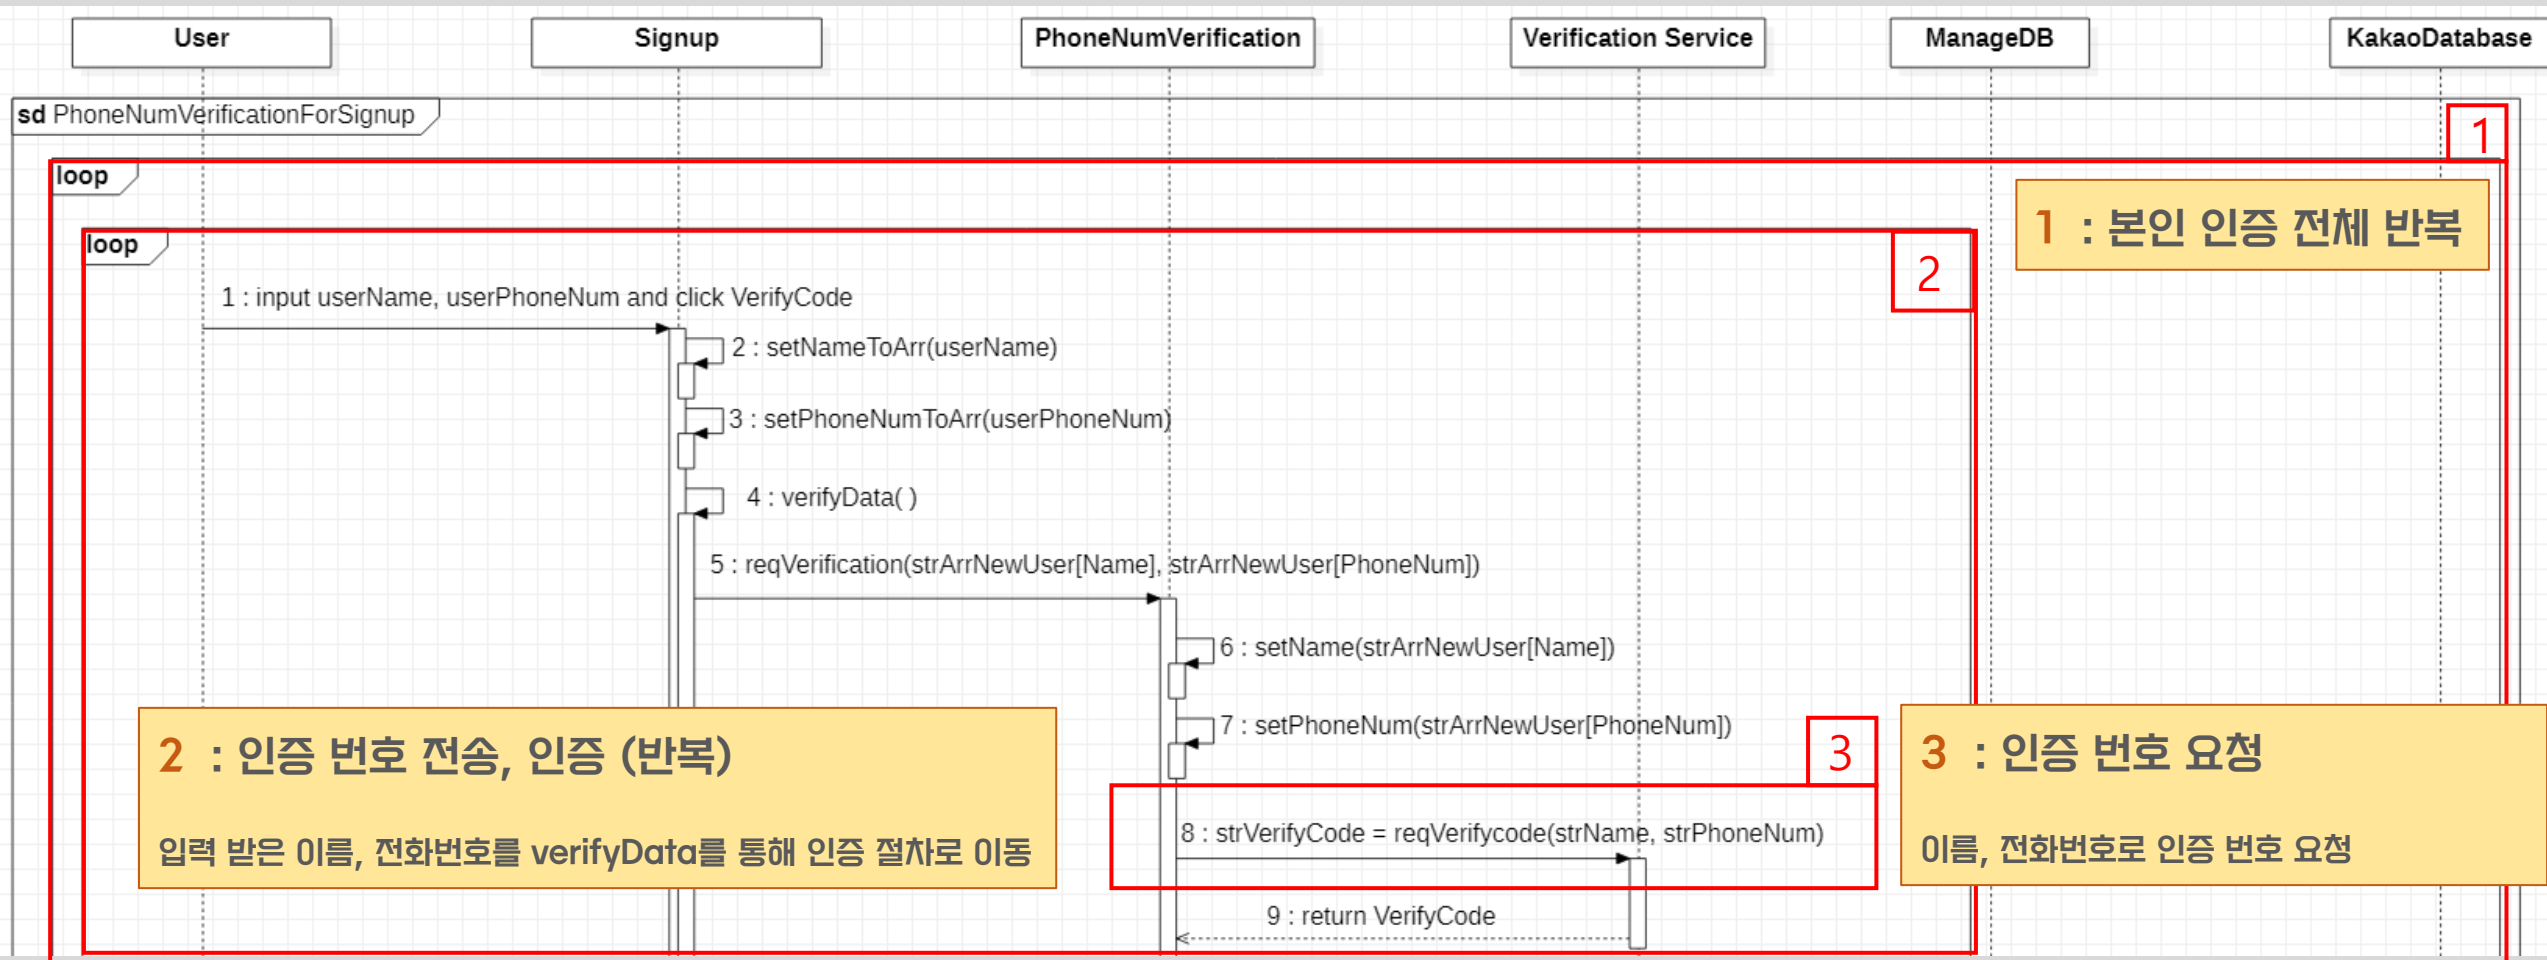 User
Signup
PhoneNumVerification
Verification Service
ManageDB
KakaoDatabase
sd PhoneNumVerificationForSignup
1
loop
1 : 본인 인증 전체 반복
loop
2
1 : input userName, userPhoneNum and click VerifyCode
2 : setNameToArr(userName)
3 : setPhoneNumToArr(userPhoneNum)
4 : verifyData( )
5 : reqVerification(strArrNewUser[Name], strArrNewUser[PhoneNum])
6 : setName(strArrNewUser[Name])
7 : setPhoneNum(strArrNewUser[PhoneNum])
3
2 : 인증 번호 전송, 인증 (반복)
입력 받은 이름, 전화번호를 verifyData를 통해 인증 절차로 이동
3 : 인증 번호 요청
이름, 전화번호로 인증 번호 요청
8 : strVerifyCode = reqVerifycode(strName, strPhoneNum)
9 : return VerifyCode